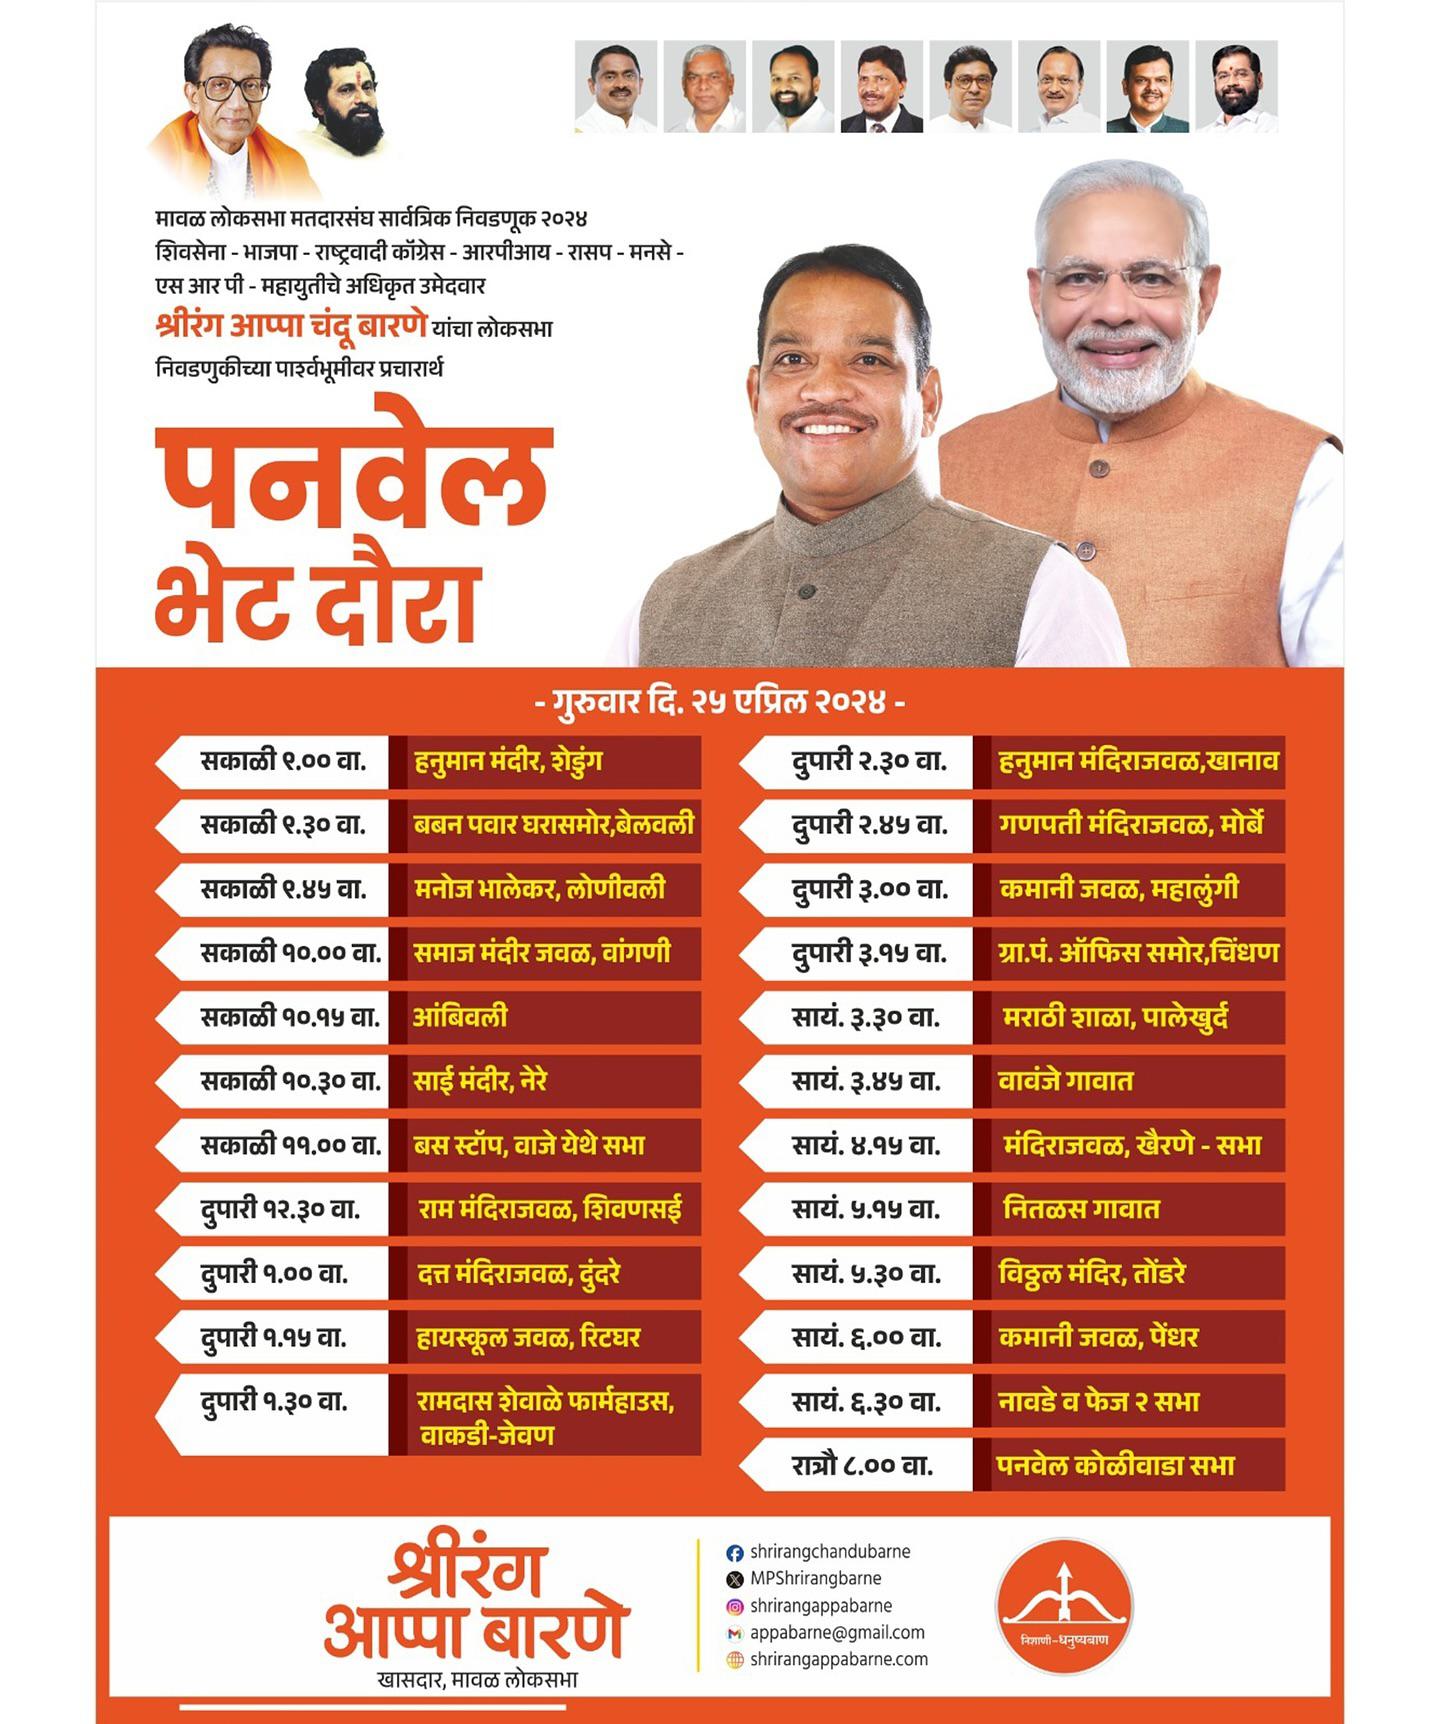 मावळ लोकसभा मतदारसंघ सार्वत्रिक निवडणूक २०२४
शिवसेना - भाजपा - राष्ट्रवादी काँग्रेस - आरपीआय - रासप - मनसे -
एस आर पी - महायुतीचे अधिकृत उमेदवार
श्रीरंग आप्पा चंदू बारणे यांचा लोकसभा
निवडणुकीच्या पार्श्वभूमीवर प्रचारार्थ
पनवेल
भेट दौरा
- गुरुवार दि. २५ एप्रिल २०२४ -
सकाळी ९.०० वा. हनुमान मंदीर, शेडुंग
सकाळी ९.३० वा. बबन पवार घरासमोर,बेलवली
सकाळी ९.४५ वा. मनोज भालेकर, लोणीवली
सकाळी १०.०० वा. समाज मंदीर जवळ, वांगणी
सकाळी १०.१५ वा. आंबिवली
सकाळी १०.३० वा. साई मंदीर, नेरे
सकाळी ११.०० वा. बस स्टॉप, वाजे येथे सभा
दुपारी १२.३० वा. राम मंदिराजवळ, शिवणसई
दुपारी १.०० वा. दत्त मंदिराजवळ, दुंदरे
दुपारी १.१५ वा. हायस्कूल जवळ, रिटघर
दुपारी १.३० वा. रामदास शेवाळे फार्महाउस,
वाकडी-जेवण
दुपारी २.३० वा. हनुमान मंदिराजवळ,खानाव
दुपारी २.४५ वा. गणपती मंदिराजवळ, मोर्बे
दुपारी ३.०० वा. कमानी जवळ, महालुंगी
दुपारी ३.१५ वा. ग्रा.पं. ऑफिस समोर,चिंधण
सायं. ३.३० वा. मराठी शाळा, पालेखुर्द
सायं. ३.४५ वा. वावंजे गावात
सायं. ४.१५ वा. मंदिराजवळ, खैरणे - सभा
सायं. ५.१५ वा. नितळस गावात
सायं. ५.३० वा. विठ्ठल मंदिर, तोंडरे
सायं. ६.०० वा. कमानी जवळ, पेंधर
सायं. ६.३० वा. नावडे व फेज २ सभा
रात्रौ ८.०० वा. पनवेल कोळीवाडा सभा
श्रीरंग
आप्पा बारणे
खासदार, मावळ लोकसभा
shrirangchandubarne
MPShrirangbarne
shrirangappabarne
appabarne@gmail.com
shrirangappabarne.com
निशाणी-धनुष्यबाण